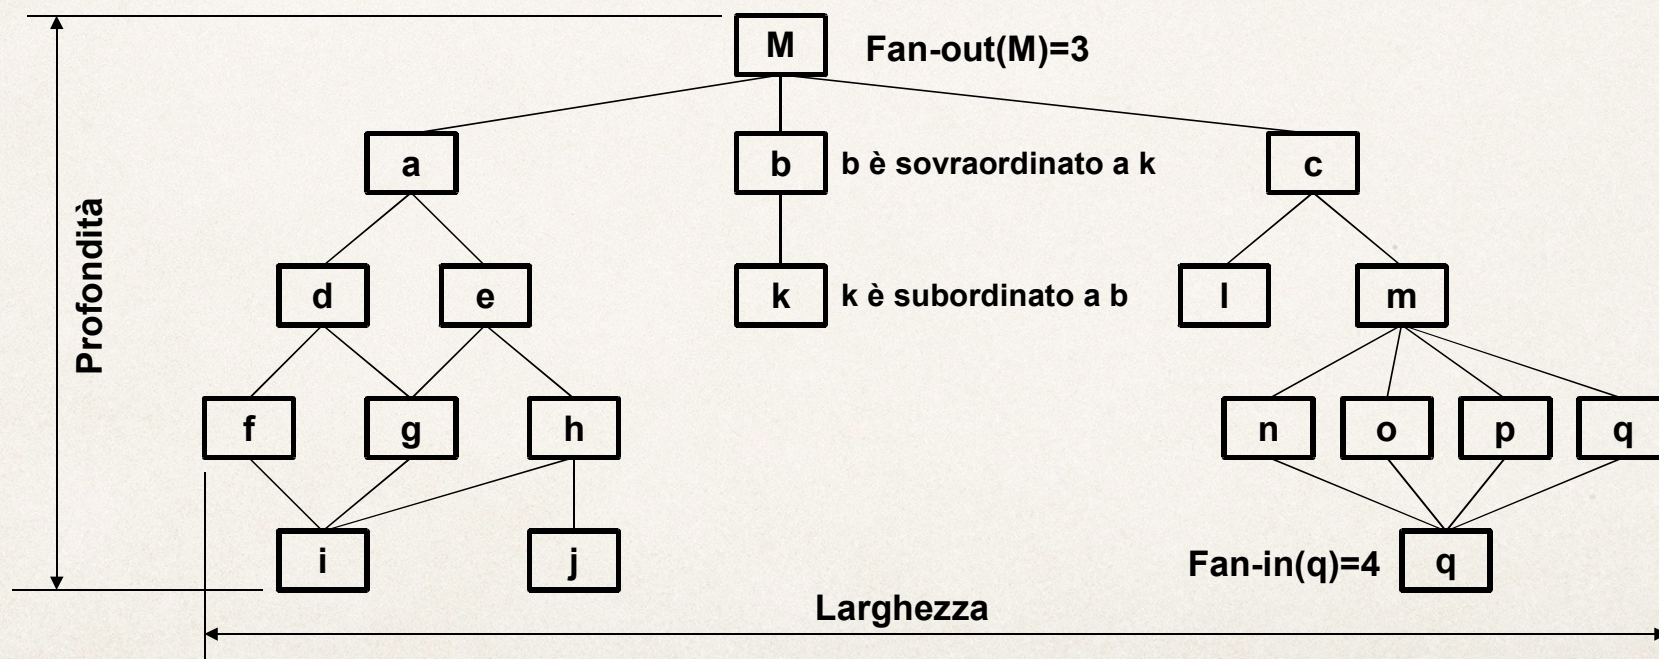 M
Fan-out(M)=3
a
b
b è sovraordinato a k
c
Profondità
d
e
k
k è subordinato a b
l
m
f
g
h
n
o
p
q
i
j
Fan-in(q)=4
q
Larghezza